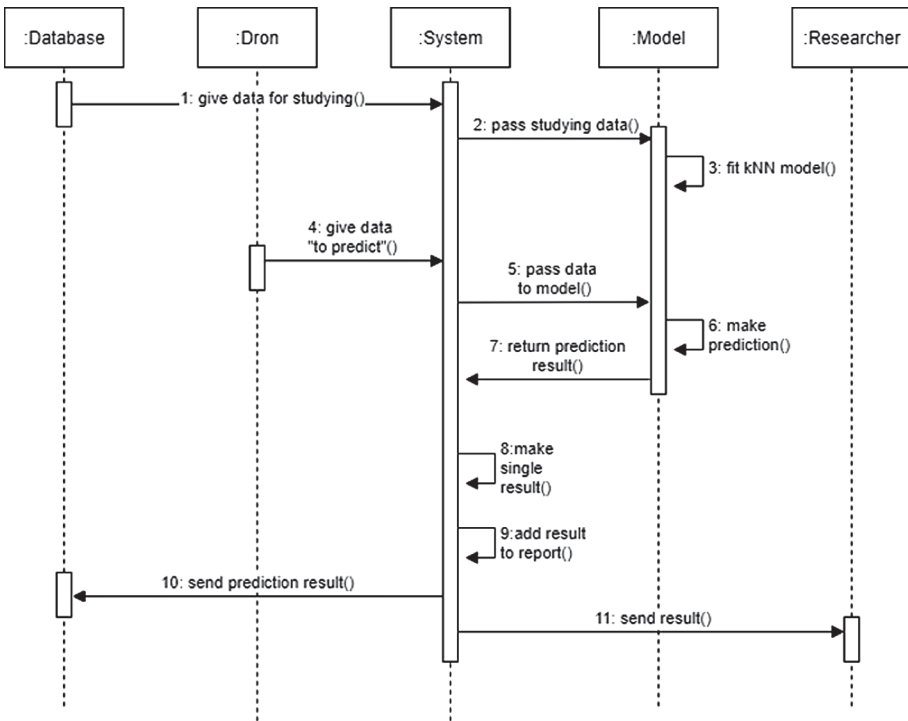 :Database
:Dron
:System
:Model
:Researcher
1: give data for studying()
2: pass studying data()
3: fit kNN model()
4: give data
"to predict"()
5: pass data
to model()
6: make
prediction()
7: return prediction
result()
8:make
single
result()
9:add result
to report()
10: send prediction result()
11: send result()